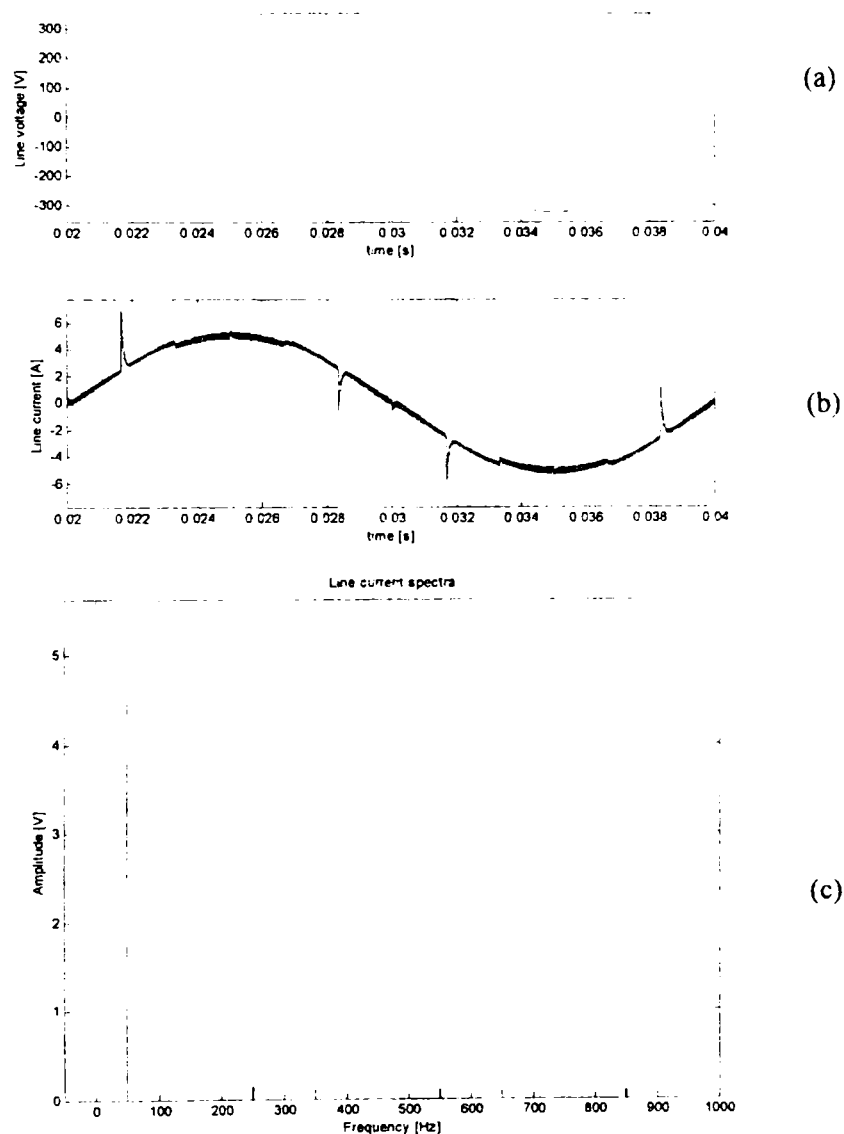 300
200
100
0
-100
-200
-300
Line voltage [V]
0 02 0 022 0 024 0 026 0 028 0 03 0 032 0 034 0 036 0 038 0 04
time [s]
(a)
6
4
2
0
-2
-4
-6
Line current [A]
0 02 0 022 0 024 0 026 0 028 0 03 0 032 0 034 0 036 0 038 0 04
time [s]
(b)
Line current spectra
5
4
3
2
1
0
Amplitude [V]
0 100 200 300 400 500 600 700 800 900 1000
Frequency [Hz]
(c)